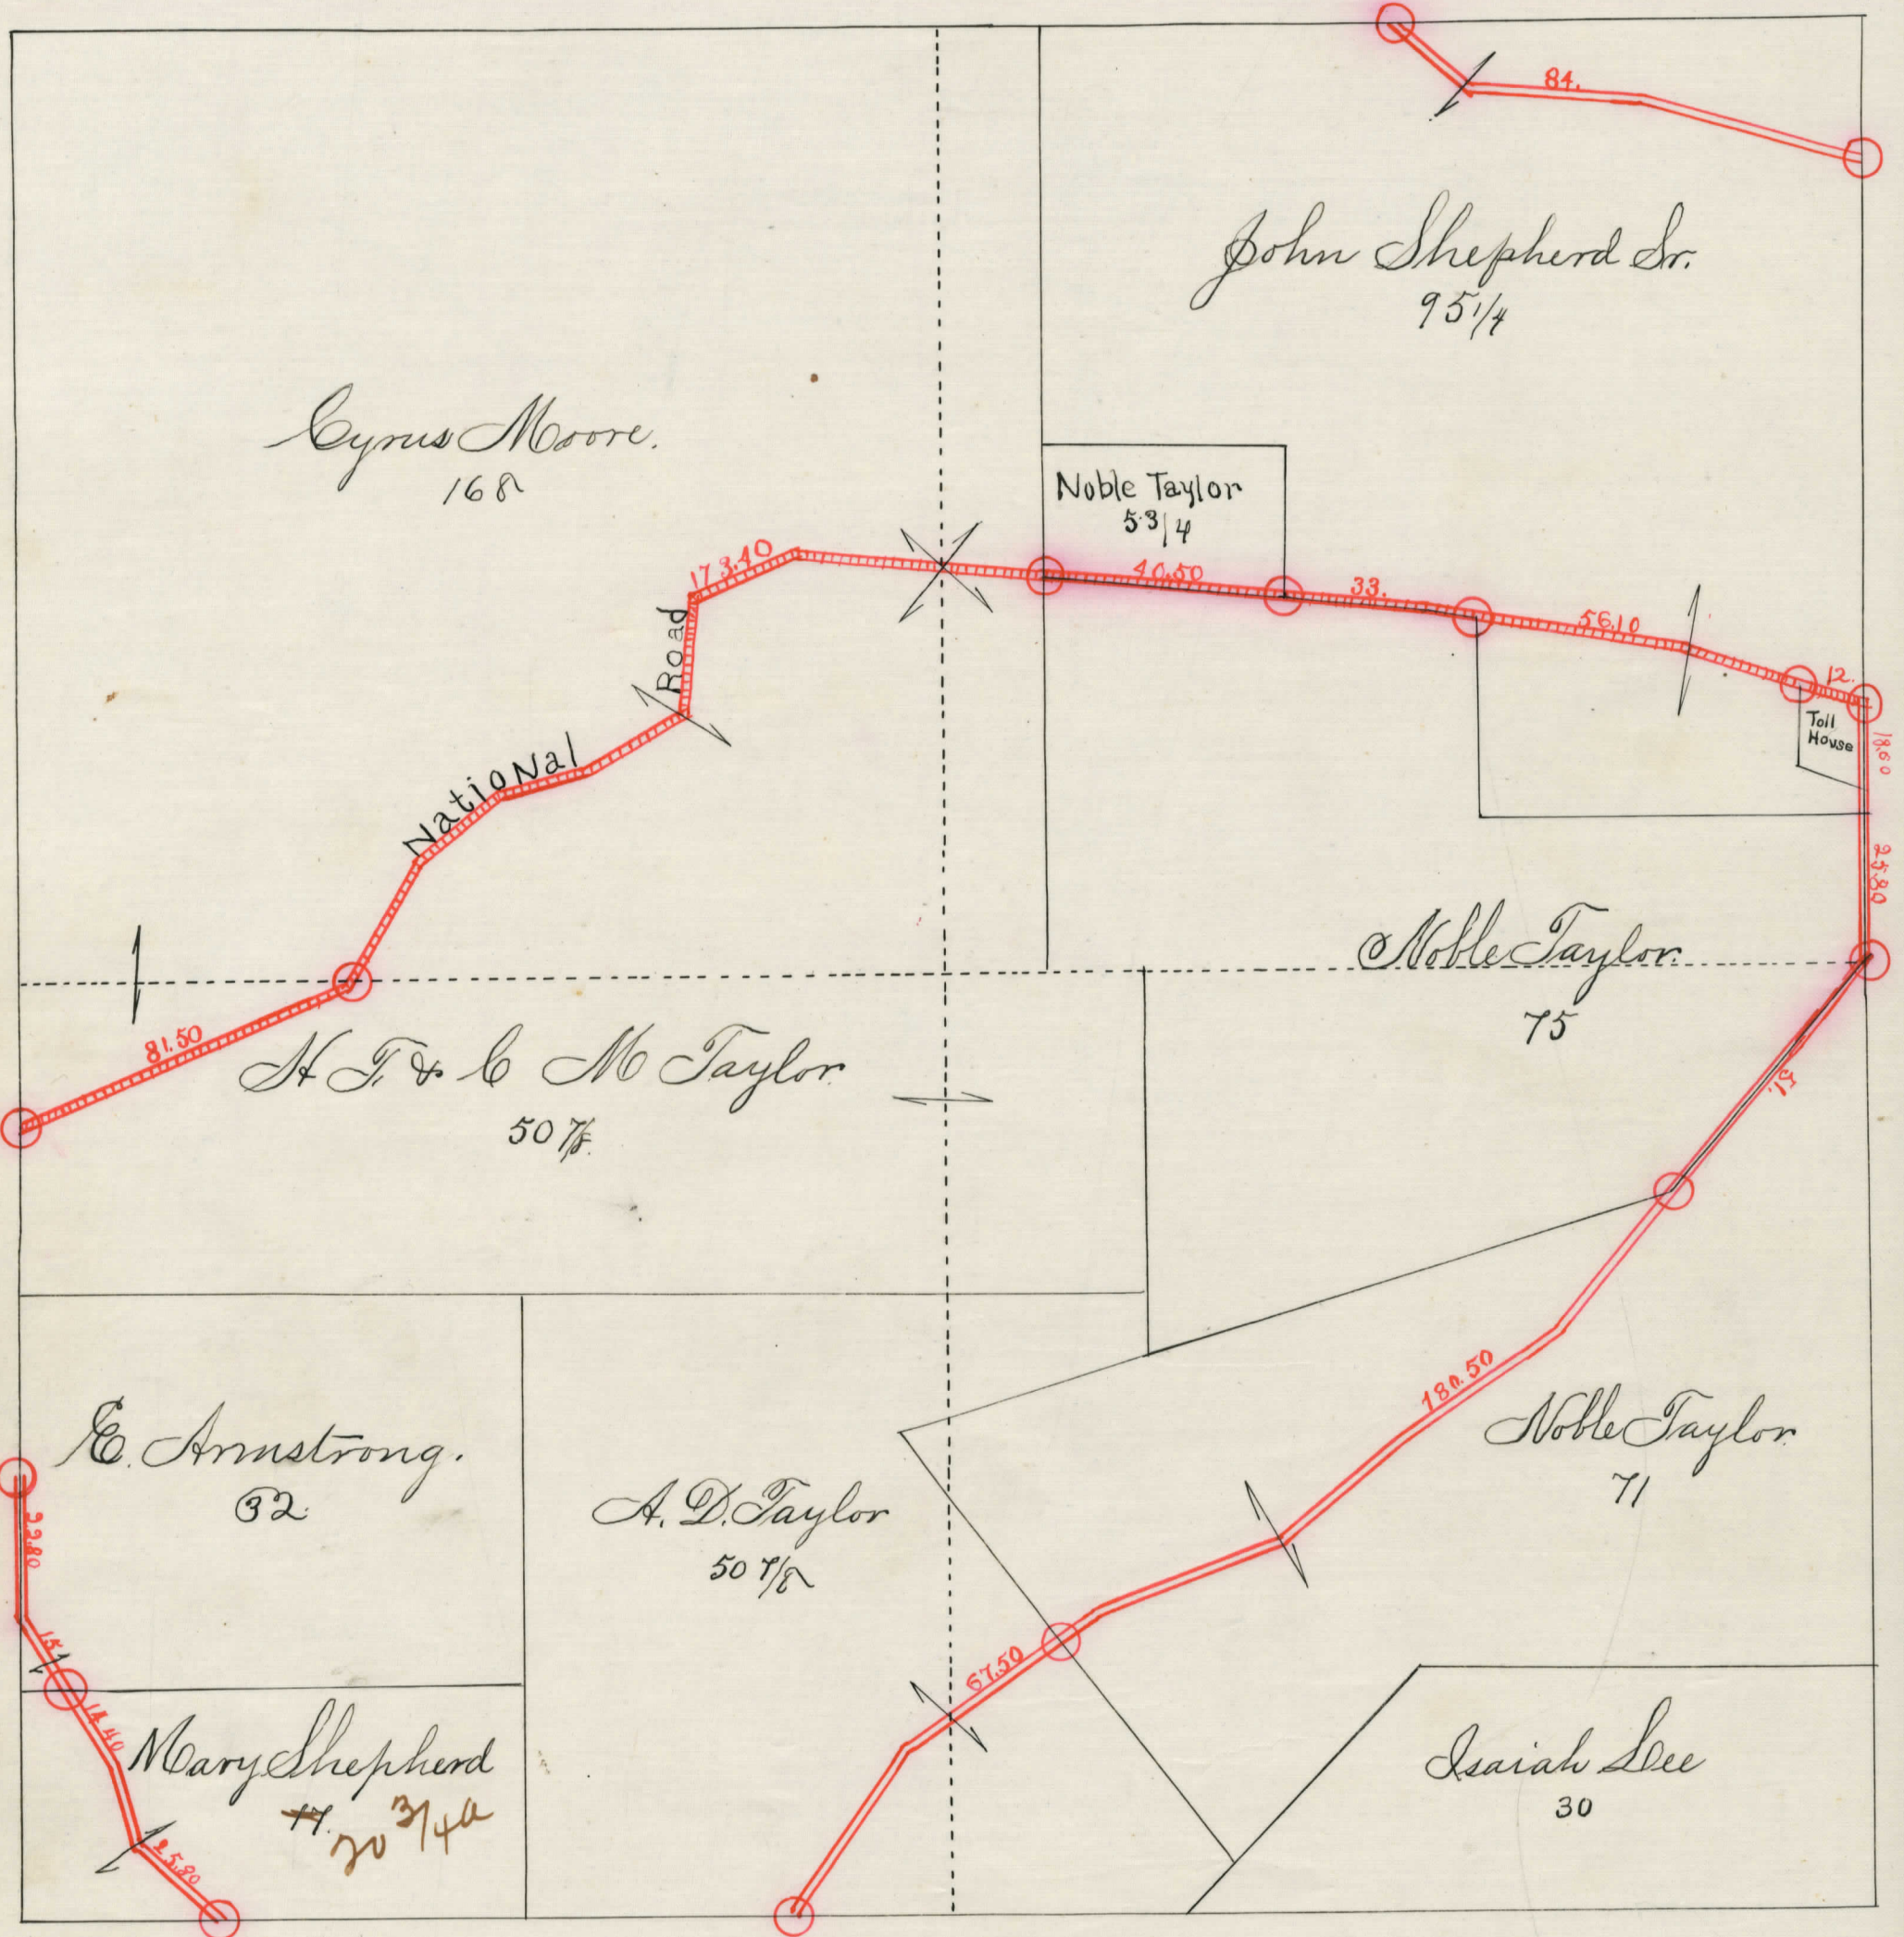 84.
John Shepherd Sr.
95 1/4
Cyrus Moore.
168
Noble Taylor
5 3/4
173.40
40.50
33.
56.10
12.
Road
Toll
House
18.60
National
25.80
Noble Taylor.
75
81.50
H T. & C M Taylor
50 7/8.
51.
180.50
E. Armstrong.
32
Noble Taylor
71
A. D. Taylor
50 7/8
22.80
15
67.50
14.40
Mary Shepherd
17.
20 3/4 a
25.80
Isaiah Lee
30